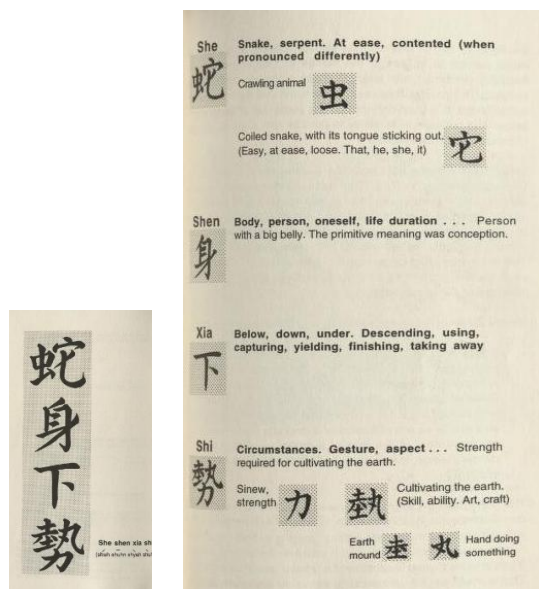 蛇
身
下
勢
She shen xia sh
She
蛇
Snake, serpent. At ease, contented (when
pronounced differently)
Crawling animal
虫
Coiled snake, with its tongue sticking out.
(Easy, at ease, loose. That, he, she, it)
它
Shen
身
Body, person, oneself, life duration . . . Person
with a big belly. The primitive meaning was conception.
Xia
下
Below, down, under. Descending, using,
capturing, yielding, finishing, taking away
Shi
勢
Circumstances. Gesture, aspect . . . Strength
required for cultivating the earth.
Sinew,
strength
力
埶
Cultivating the earth.
(Skill, ability. Art, craft)
Earth
mound
坴
丸
Hand doing
something